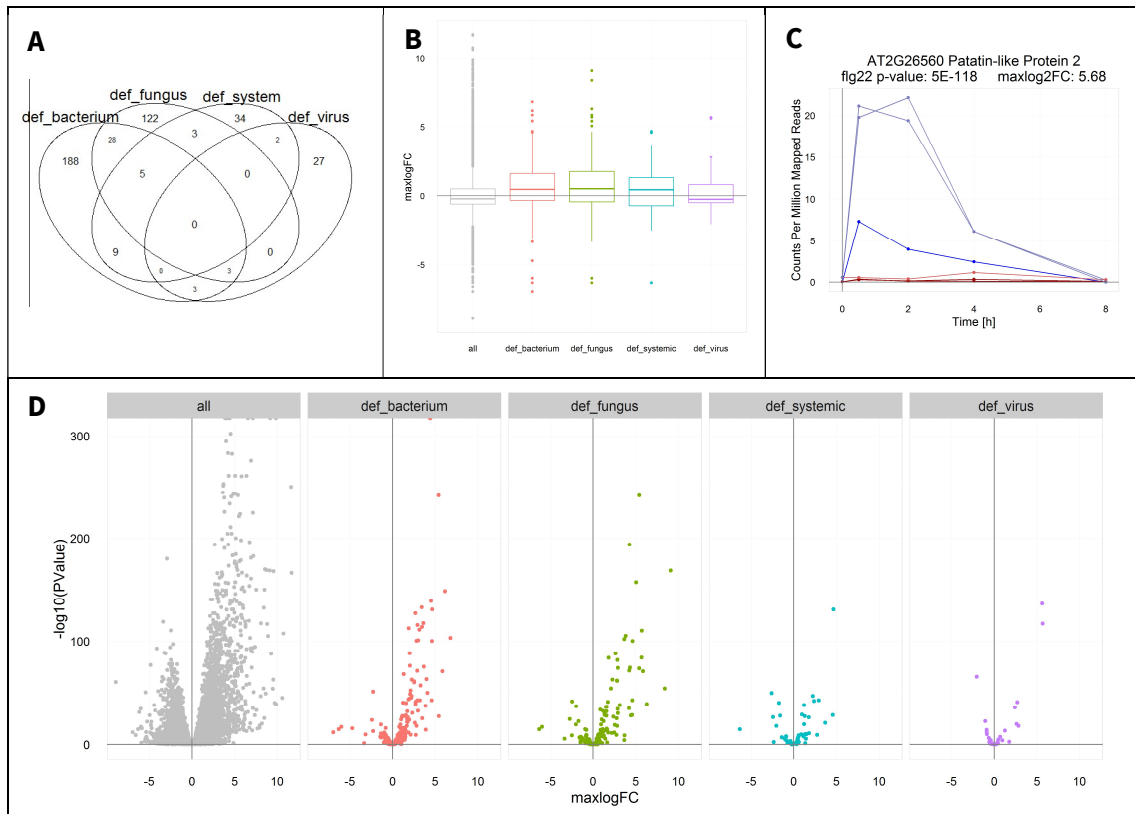 A
def_fungus
def_system
def_bacterium
def_virus
122
34
28
3
2
188
27
5
0
0
9
0
0
3
3
B
maxlogFC
10
5
0
-5
all
def_bacterium
def_fungus
def_systemic
def_virus
C
AT2G26560 Patatin-like Protein 2
flg22 p-value: 5E-118 maxlog2FC: 5.68
Counts Per Million Mapped Reads
20
15
10
5
0
0 2 4 6 8
Time [h]
D
all def_bacterium def_fungus def_systemic def_virus
-log10(PValue)
300
200
100
0
-5 0 5 10 -5 0 5 10 -5 0 5 10 -5 0 5 10 -5 0 5 10
maxlogFC